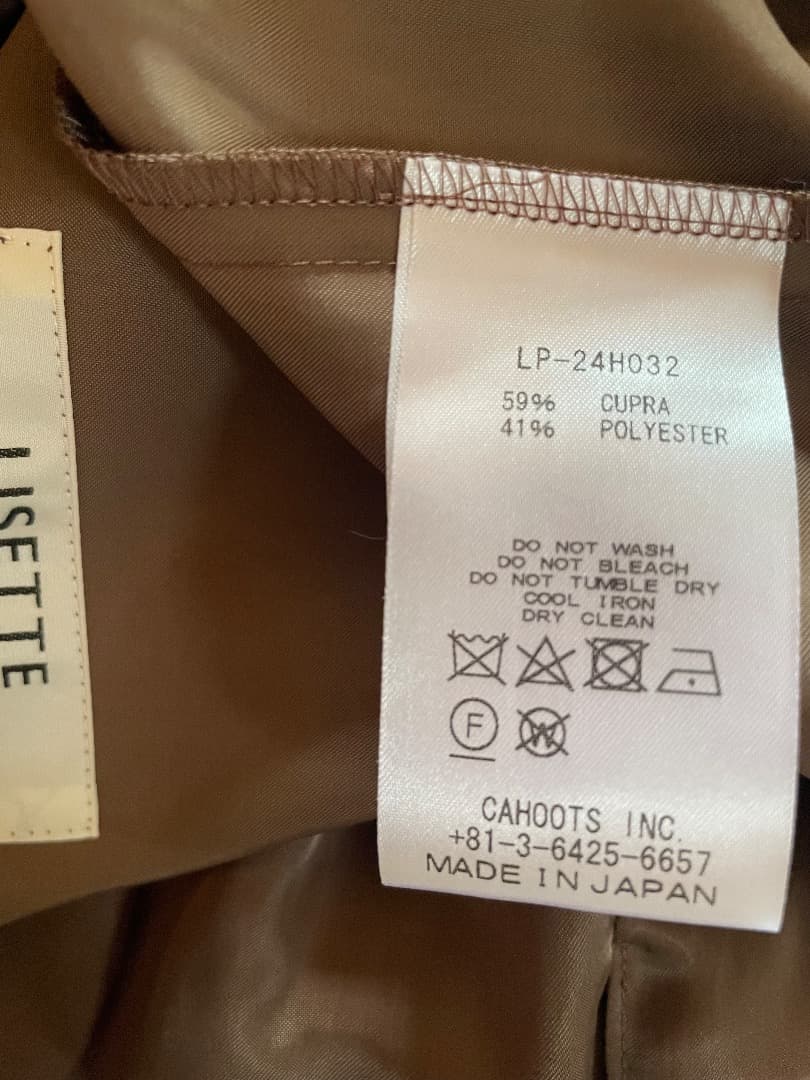 LISETTE
LP-24H032
59% CUPRA
41% POLYESTER
DO NOT WASH
DO NOT BLEACH
DO NOT TUMBLE DRY
COOL IRON
DRY CLEAN
F
W
CAHOOTS INC.
+81-3-6425-6657
MADE IN JAPAN